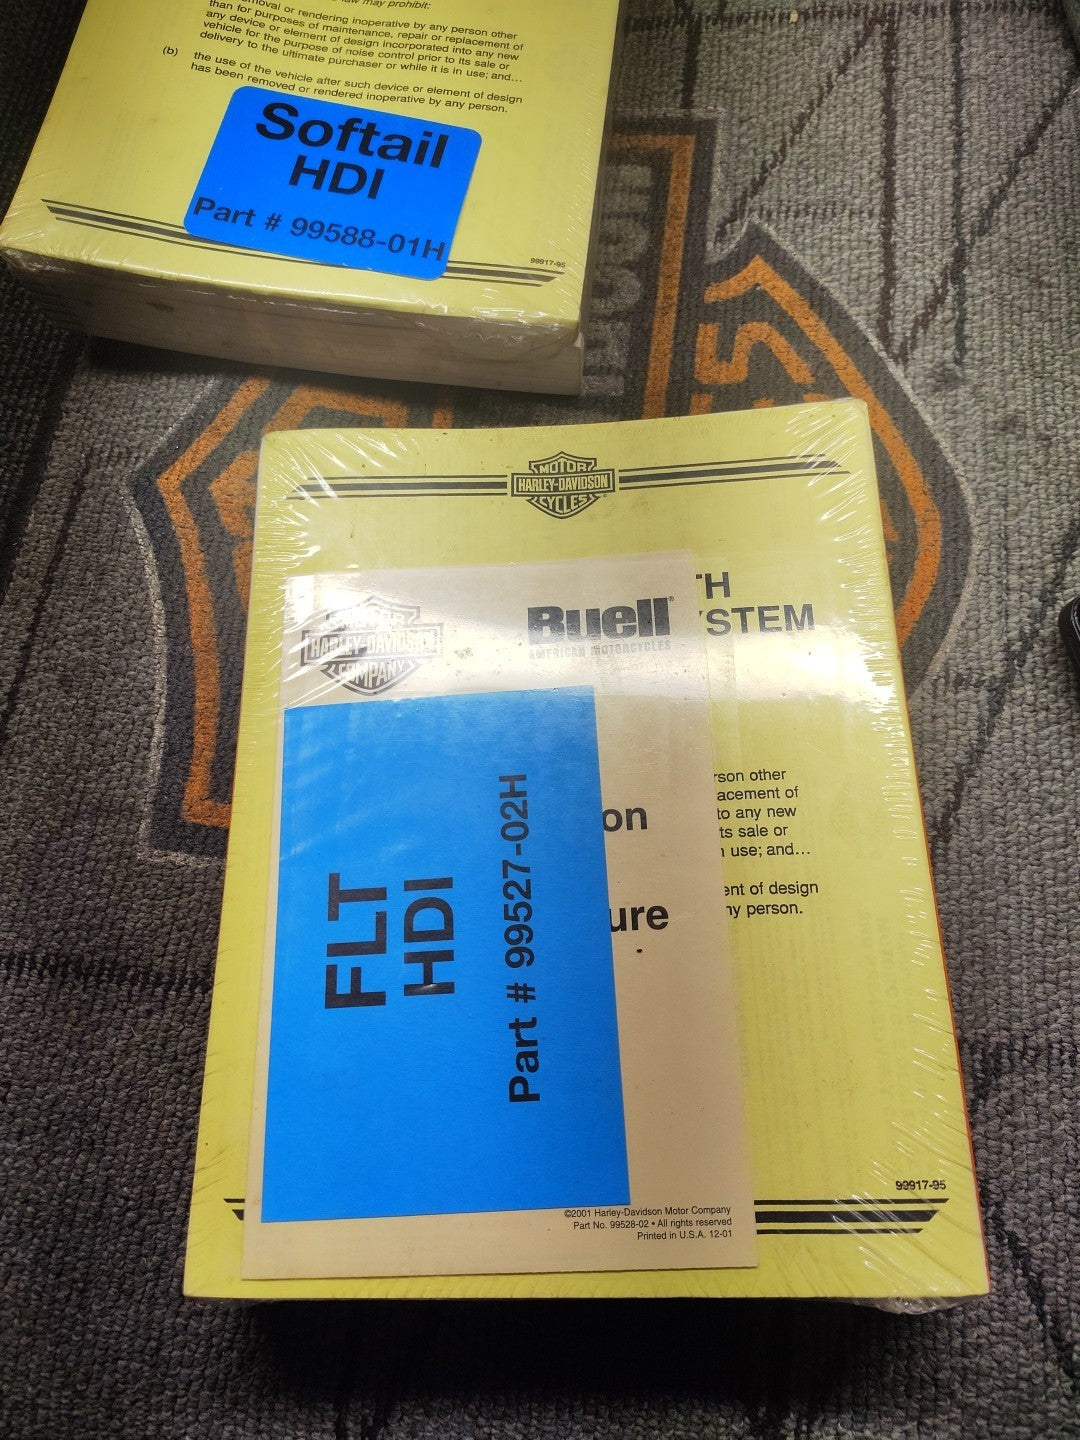 law may prohibit:
removal or rendering inoperative by any person other
than for purposes of maintenance, repair or replacement of
any device or element of design incorporated into any new
vehicle for the purpose of noise control prior to its sale or
delivery to the ultimate purchaser or while it is in use; and...
(b) the use of the vehicle after such device or element of design
has been removed or rendered inoperative by any person.
Softail
HDI
Part # 99588-01H
99917-95
MOTOR
HARLEY-DAVIDSON
CYCLES
TH
YSTEM
HARLEY-DAVIDSON
COMPANY
Buell
AMERICAN MOTORCYCLES
rson other
acement of
to any new
ts sale or
n use; and...
ent of design
ny person.
on
ure
FLT
HDI
Part # 99527-02H
99917-95
©2001 Harley-Davidson Motor Company
Part No. 99528-02 • All rights reserved
Printed in U.S.A. 12-01